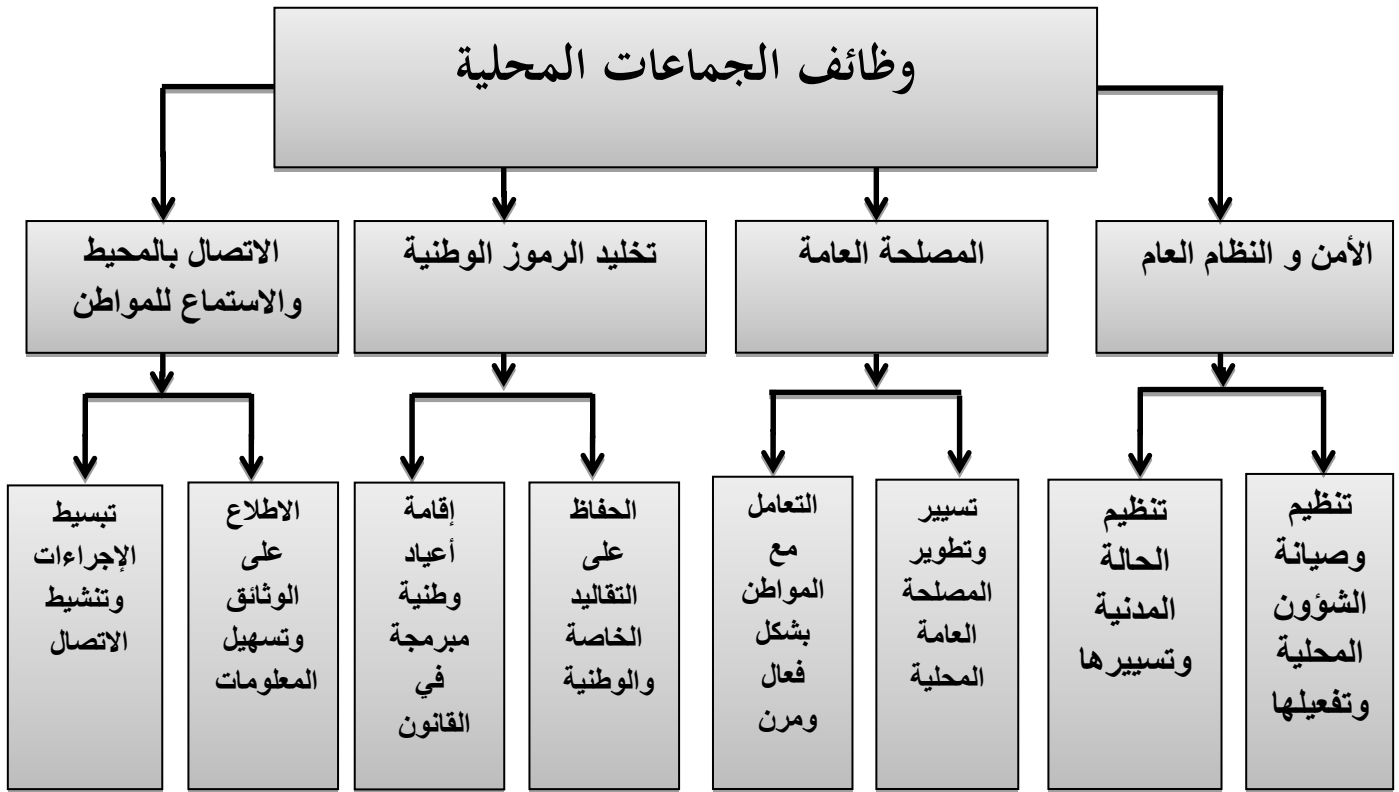 وظائف الجماعات المحلية
الأمن و النظام العام
المصلحة العامة
تخليد الرموز الوطنية
الاتصال بالمحيط
والاستماع للمواطن
تنظيم
وصيانة
الشؤون
المحلية
وتفعيلها
تنظيم
الحالة
المدنية
وتسييرها
تسيير
وتطوير
المصلحة
العامة
المحلية
التعامل
مع
المواطن
بشكل
فعال
ومرن
الحفاظ
على
التقاليد
الخاصة
والوطنية
إقامة
أعياد
وطنية
مبرمجة
في
القانون
الاطلاع
على
الوثائق
وتسهيل
المعلومات
تبسيط
الإجراءات
وتنشيط
الاتصال